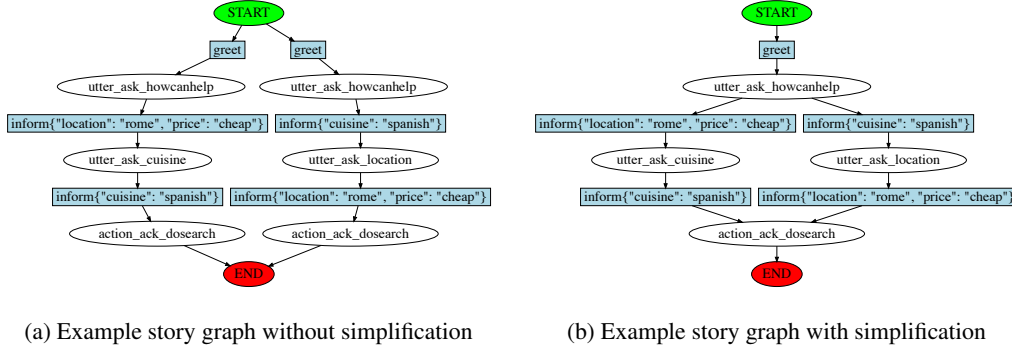 START
greet
greet
utter_ask_howcanhelp
utter_ask_howcanhelp
inform{"location": "rome", "price": "cheap"}
inform{"cuisine": "spanish"}
utter_ask_cuisine
utter_ask_location
inform{"cuisine": "spanish"}
inform{"location": "rome", "price": "cheap"}
action_ack_dosearch
action_ack_dosearch
END
(a) Example story graph without simplification
START
greet
utter_ask_howcanhelp
inform{"location": "rome", "price": "cheap"}
inform{"cuisine": "spanish"}
utter_ask_cuisine
utter_ask_location
inform{"cuisine": "spanish"}
inform{"location": "rome", "price": "cheap"}
action_ack_dosearch
END
(b) Example story graph with simplification